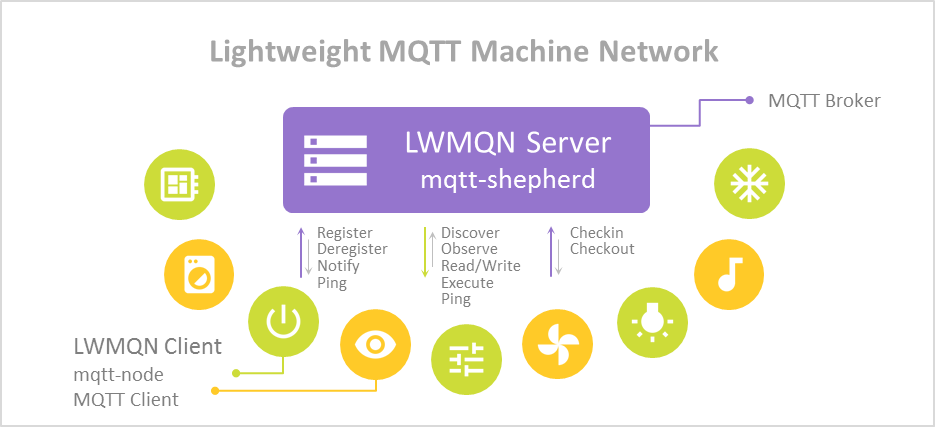 Lightweight MQTT Machine Network
MQTT Broker
LWMQN Server
mqtt-shepherd
Register
Deregister
Notify
Ping
Discover
Observe
Read/Write
Execute
Ping
Checkin
Checkout
LWMQN Client
mqtt-node
MQTT Client